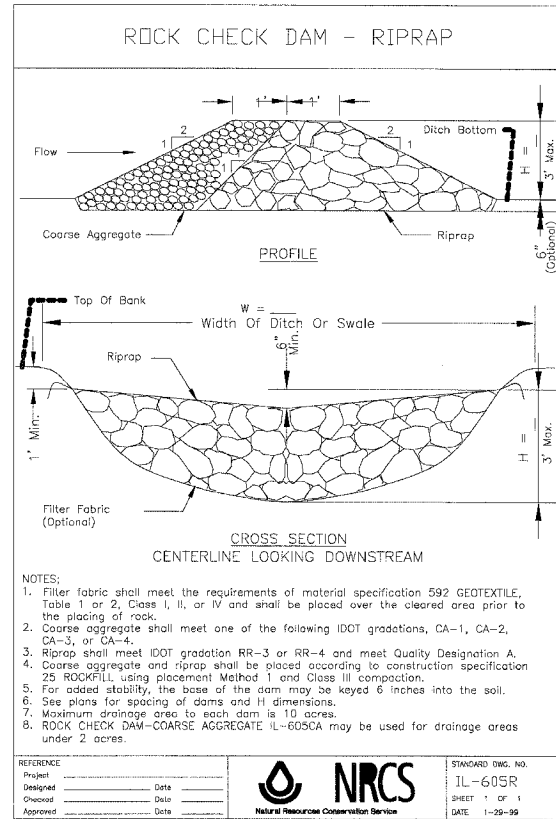 ROCK CHECK DAM - RIPRAP
1'
1'
2
1
2
1
Ditch Bottom
Flow
1
1
H =
3' Max.
6"
(Optional)
Coarse Aggregate
Riprap
PROFILE
Top Of Bank
W =
Width Of Ditch Or Swale
6"
Min.
Riprap
1' Min.
H =
3' Max.
Filter Fabric
(Optional)
CROSS SECTION
CENTERLINE LOOKING DOWNSTREAM
NOTES;
1. Filter fabric shall meet the requirements of material specification 592 GEOTEXTILE,
Table 1 or 2, Class I, II, or IV and shall be placed over the cleared area prior to
the placing of rock.
2. Coarse aggregate shall meet one of the following IDOT gradations, CA-1, CA-2,
CA-3, or CA-4.
3. Riprap shall meet IDOT gradation RR-3 or RR-4 and meet Quality Designation A.
4. Coarse aggregate and riprap shall be placed according to construction specification
25 ROCKFILL using placement Method 1 and Class III compaction.
5. For added stability, the base of the dam may be keyed 6 inches into the soil.
6. See plans for spacing of dams and H dimensions.
7. Maximum drainage area to each dam is 10 acres.
8. ROCK CHECK DAM-COARSE AGGREGATE IL-605CA may be used for drainage areas
under 2 acres.
REFERENCE
Project
Designed Date
Checked Date
Approved Date
NRCS
Natural Resources Conservation Service
STANDARD DWG. NO.
IL-605R
SHEET 1 OF 1
DATE 1-29-99